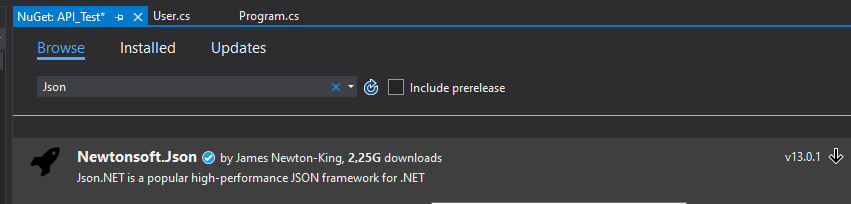 NuGet: API_Test* User.cs Program.cs
Browse Installed Updates
Json Include prerelease
Newtonsoft.Json by James Newton-King, 2,25G downloads v13.0.1
Json.NET is a popular high-performance JSON framework for .NET